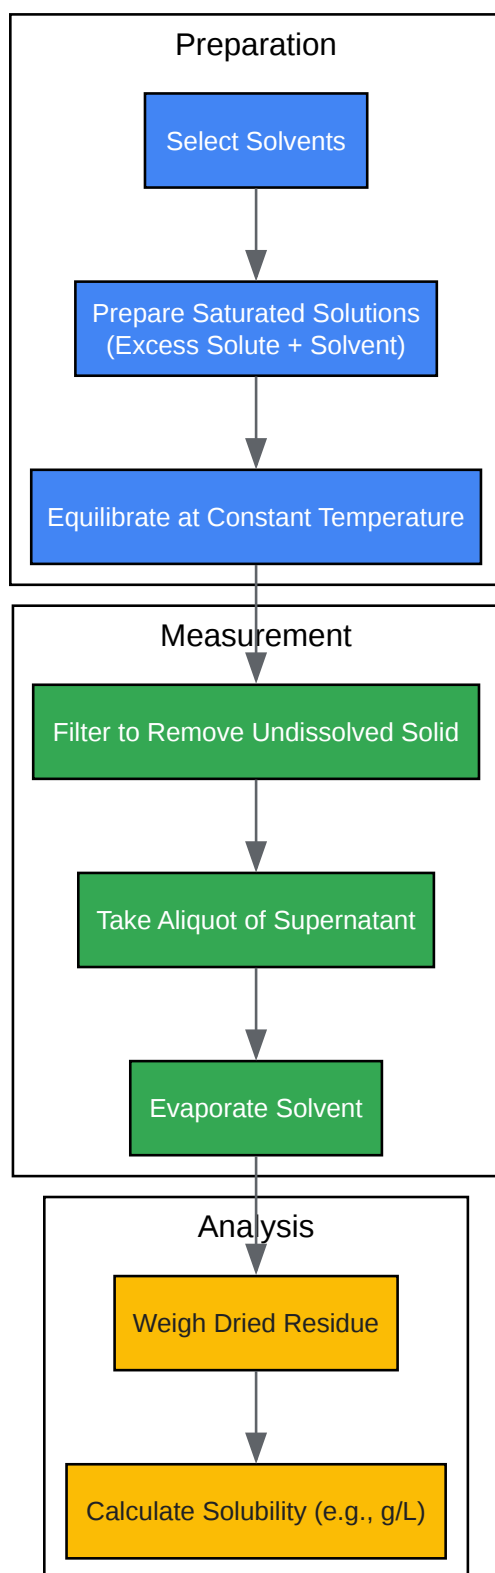 Preparation
Select Solvents
Prepare Saturated Solutions
(Excess Solute + Solvent)
Equilibrate at Constant Temperature
Measurement
Filter to Remove Undissolved Solid
Take Aliquot of Supernatant
Evaporate Solvent
Analysis
Weigh Dried Residue
Calculate Solubility (e.g., g/L)